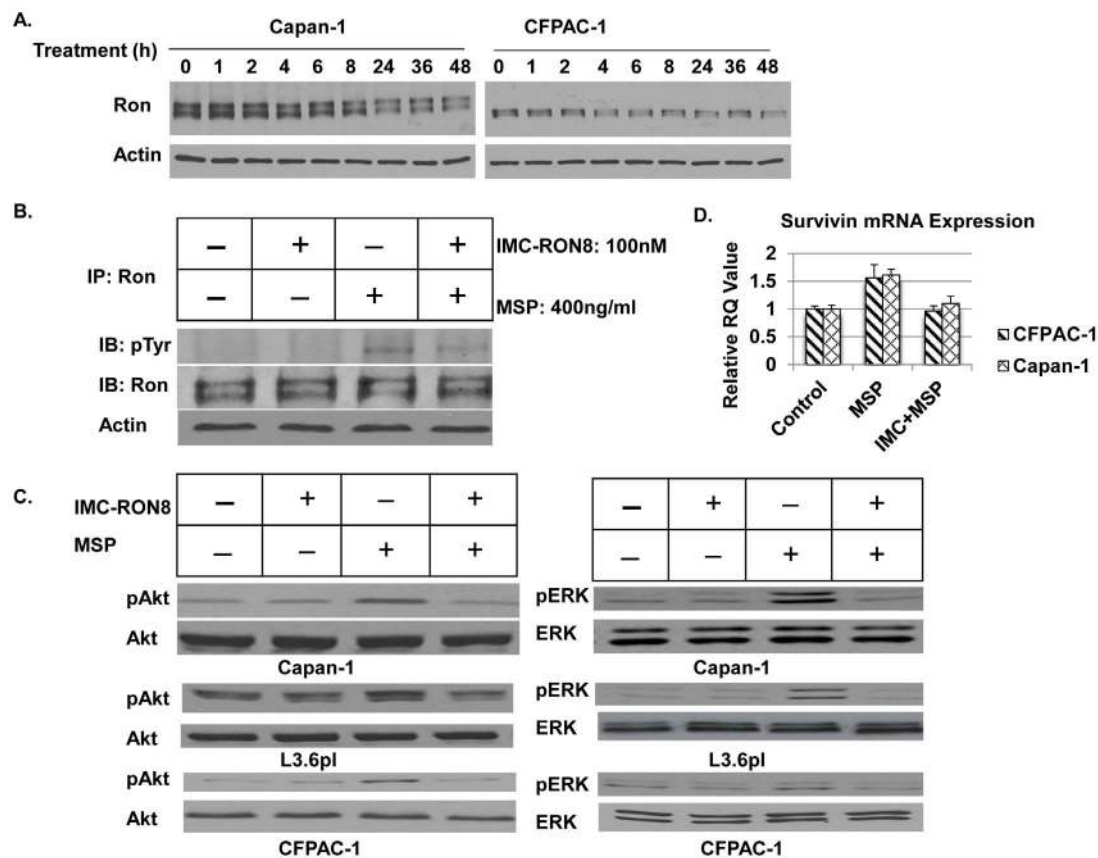 A.
Capan-1 CFPAC-1
Treatment (h)
0 1 2 4 6 8 24 36 48 0 1 2 4 6 8 24 36 48
Ron
Actin
B.
IP: Ron
– + – + IMC-RON8: 100nM
– – + + MSP: 400ng/ml
IB: pTyr
IB: Ron
Actin
D.
Survivin mRNA Expression
Relative RQ Value
2
1.5
1
0.5
0
Control MSP IMC+MSP
CFPAC-1
Capan-1
C.
IMC-RON8 – + – + – + – +
MSP – – + + – – + +
pAkt pERK
Akt ERK
Capan-1 Capan-1
pAkt pERK
Akt ERK
L3.6pl L3.6pl
pAkt pERK
Akt ERK
CFPAC-1 CFPAC-1